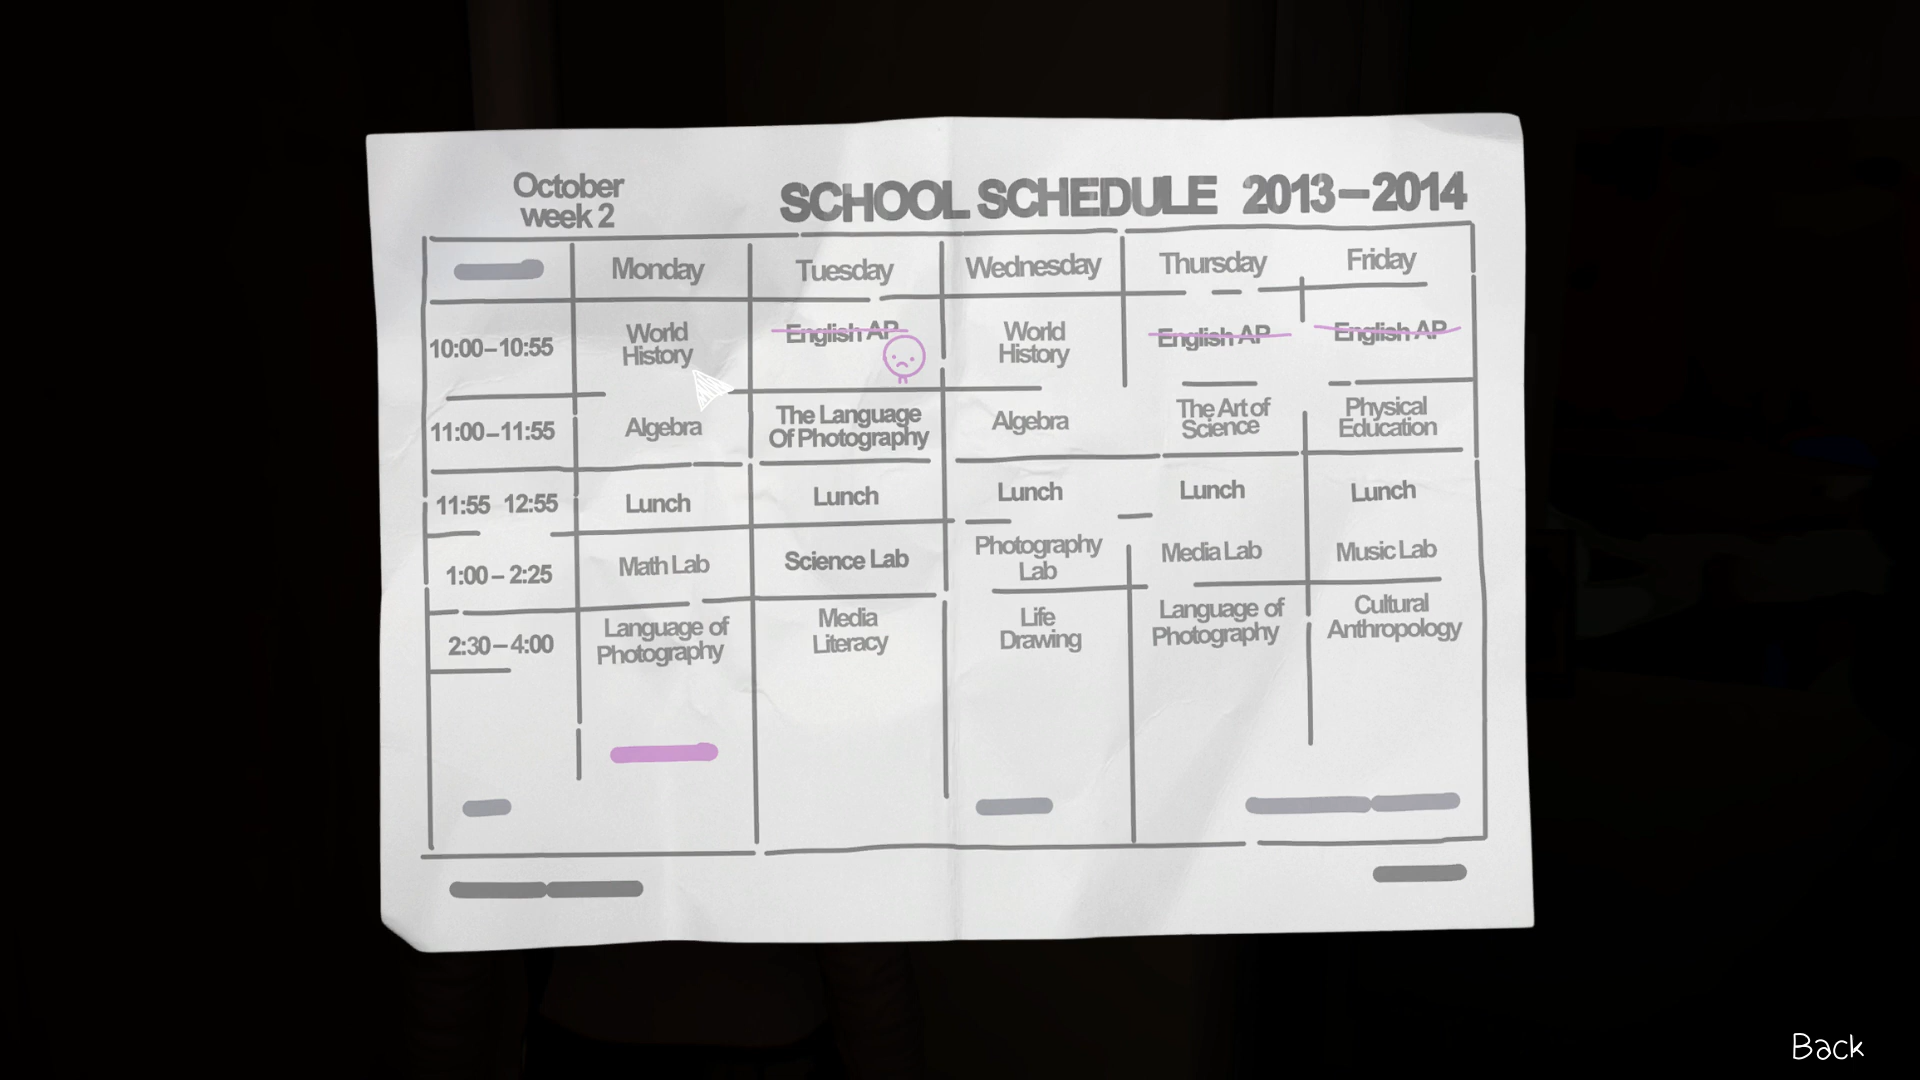 October
week 2
SCHOOL SCHEDULE 2013–2014
Monday
Tuesday
Wednesday
Thursday
Friday
10:00–10:55
World
History
English AP
World
History
English AP
English AP
11:00–11:55
Algebra
The Language
Of Photography
Algebra
The Art of
Science
Physical
Education
11:55 12:55
Lunch
Lunch
Lunch
Lunch
Lunch
1:00–2:25
Math Lab
Science Lab
Photography
Lab
Media Lab
Music Lab
2:30–4:00
Language of
Photography
Media
Literacy
Life
Drawing
Language of
Photography
Cultural
Anthropology
Back